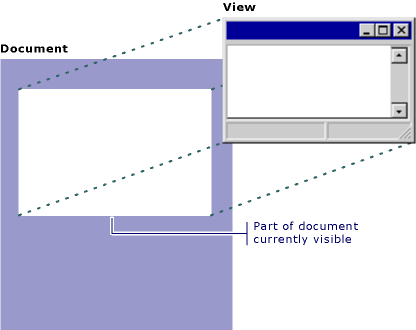 View
Document
Part of document
currently visible